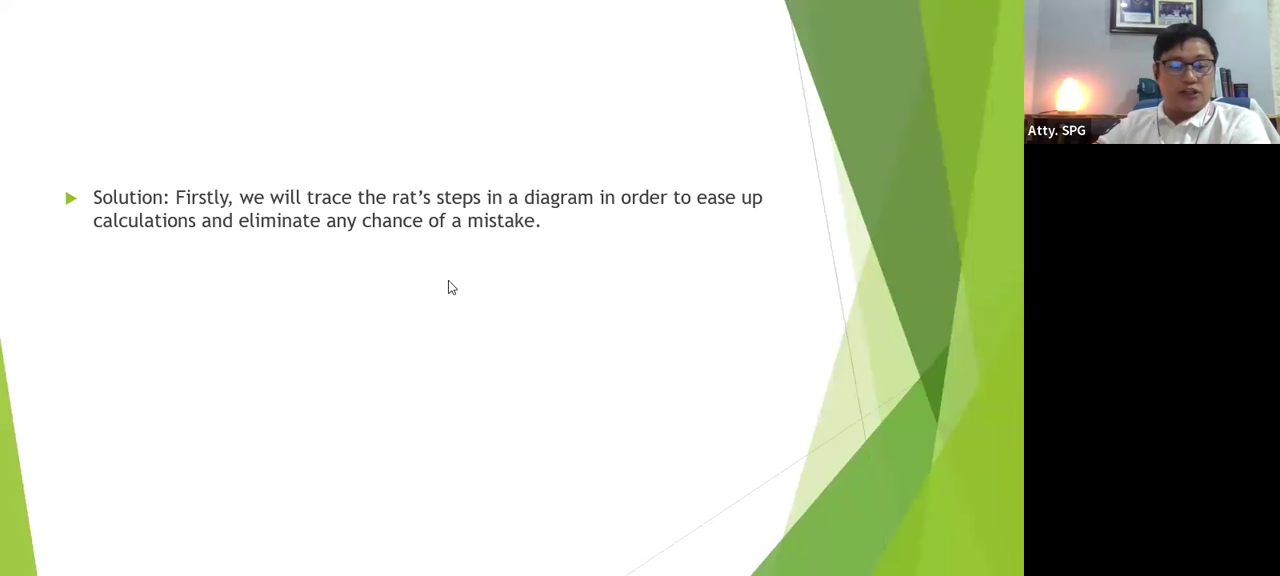 Solution: Firstly, we will trace the rat’s steps in a diagram in order to ease up
calculations and eliminate any chance of a mistake.
Atty. SPG